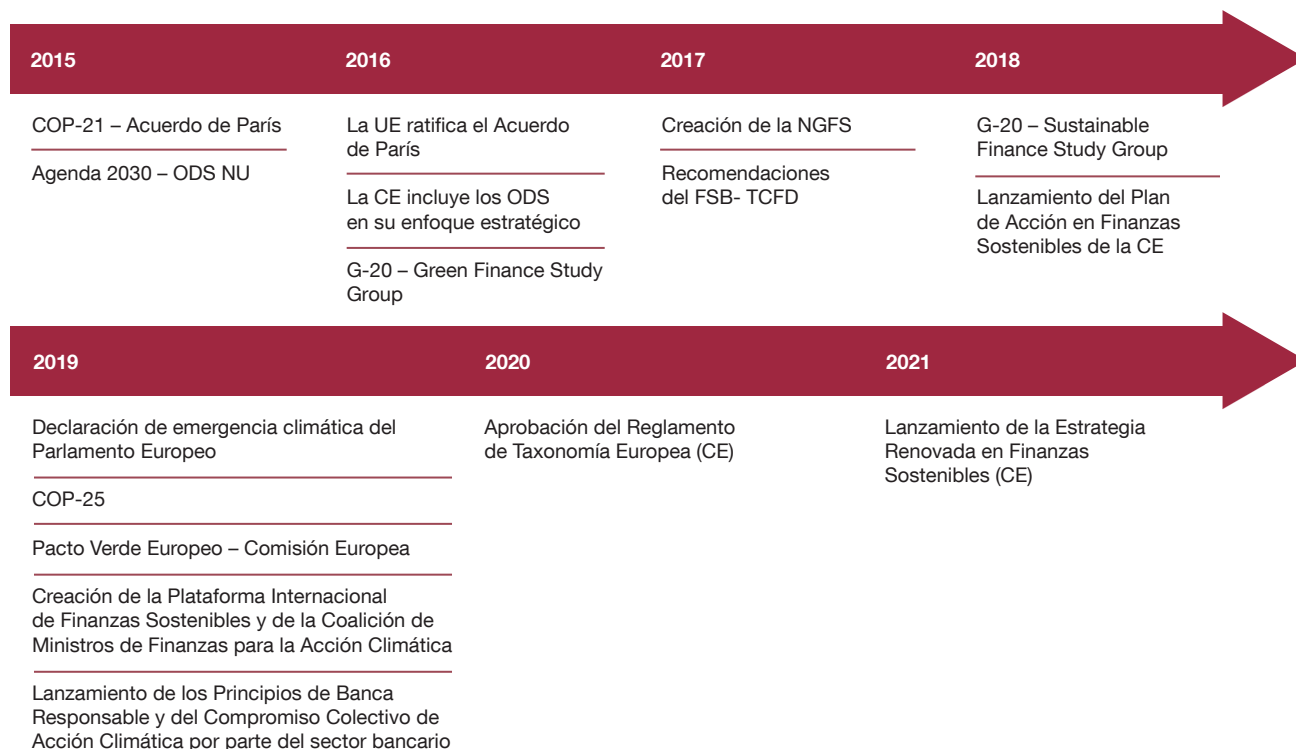 2015
2016
2017
2018
COP-21 – Acuerdo de París
Agenda 2030 – ODS NU
La UE ratifica el Acuerdo
de París
La CE incluye los ODS
en su enfoque estratégico
G-20 – Green Finance Study
Group
Creación de la NGFS
Recomendaciones
del FSB- TCFD
G-20 – Sustainable
Finance Study Group
Lanzamiento del Plan
de Acción en Finanzas
Sostenibles de la CE
2019
2020
2021
Declaración de emergencia climática del
Parlamento Europeo
COP-25
Pacto Verde Europeo – Comisión Europea
Creación de la Plataforma Internacional
de Finanzas Sostenibles y de la Coalición de
Ministros de Finanzas para la Acción Climática
Lanzamiento de los Principios de Banca
Responsable y del Compromiso Colectivo de
Acción Climática por parte del sector bancario
Aprobación del Reglamento
de Taxonomía Europea (CE)
Lanzamiento de la Estrategia
Renovada en Finanzas
Sostenibles (CE)